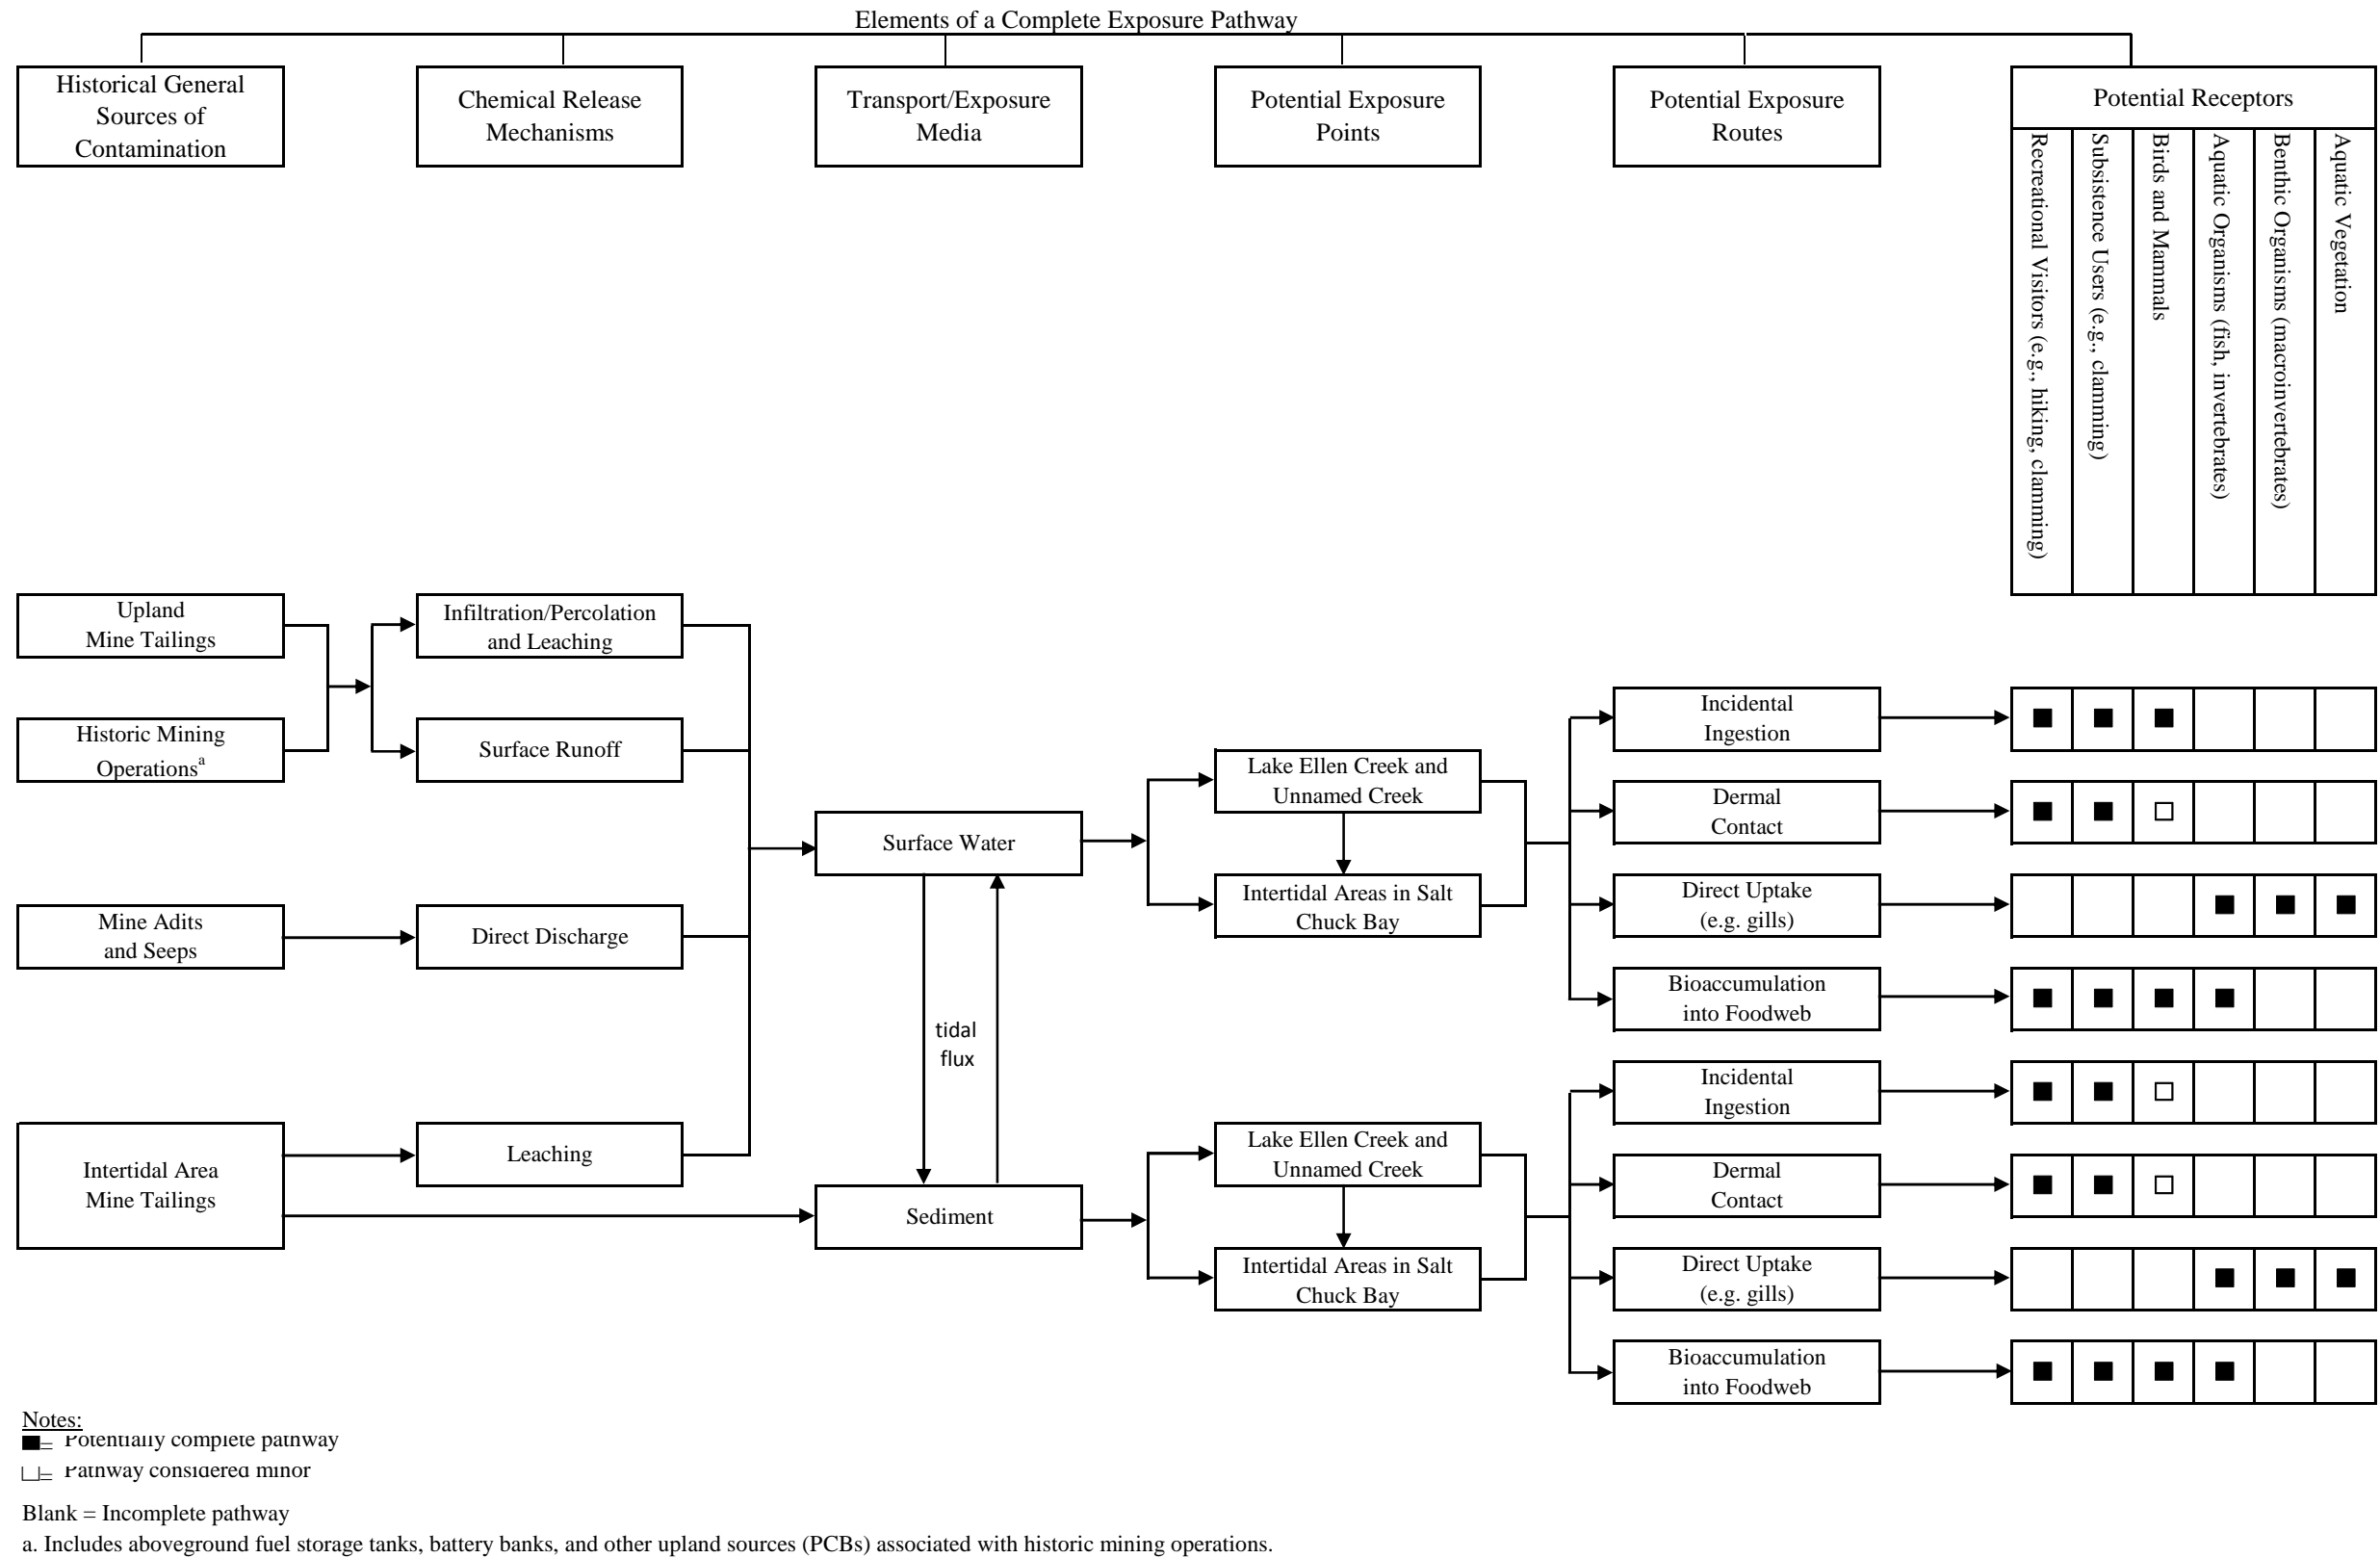 Elements of a Complete Exposure Pathway
Historical General
Sources of
Contamination
Chemical Release
Mechanisms
Transport/Exposure
Media
Potential Exposure
Points
Potential Exposure
Routes
Potential Receptors
Recreational Visitors (e.g., hiking, clamming)
Subsistence Users (e.g., clamming)
Birds and Mammals
Aquatic Organisms (fish, invertebrates)
Benthic Organisms (macroinvertebrates)
Aquatic Vegetation
Upland
Mine Tailings
Historic Mining
Operationsa
Mine Adits
and Seeps
Intertidal Area
Mine Tailings
Infiltration/Percolation
and Leaching
Surface Runoff
Direct Discharge
Leaching
Surface Water
tidal
flux
Sediment
Lake Ellen Creek and
Unnamed Creek
Intertidal Areas in Salt
Chuck Bay
Lake Ellen Creek and
Unnamed Creek
Intertidal Areas in Salt
Chuck Bay
Incidental
Ingestion
Dermal
Contact
Direct Uptake
(e.g. gills)
Bioaccumulation
into Foodweb
Incidental
Ingestion
Dermal
Contact
Direct Uptake
(e.g. gills)
Bioaccumulation
into Foodweb
Notes:
■= Potentially complete pathway
□= Pathway considered minor
Blank = Incomplete pathway
a. Includes aboveground fuel storage tanks, battery banks, and other upland sources (PCBs) associated with historic mining operations.